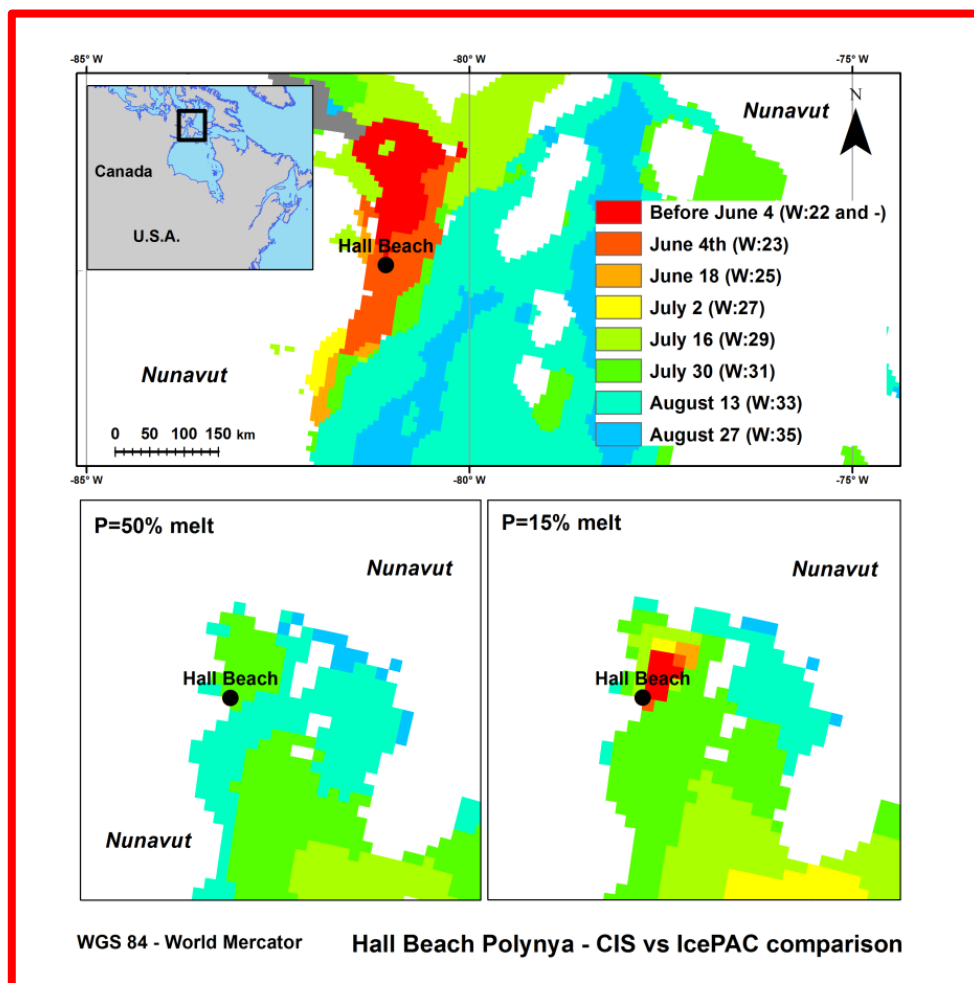 -85° W
-80° W
-75° W
Nunavut
N
Canada
U.S.A.
Hall Beach
Before June 4 (W:22 and -)
June 4th (W:23)
June 18 (W:25)
July 2 (W:27)
July 16 (W:29)
July 30 (W:31)
August 13 (W:33)
August 27 (W:35)
Nunavut
0 50 100 150 km
-85° W
-80° W
-75° W
P=50% melt
Nunavut
Hall Beach
Nunavut
P=15% melt
Nunavut
Hall Beach
WGS 84 - World Mercator
Hall Beach Polynya - CIS vs IcePAC comparison